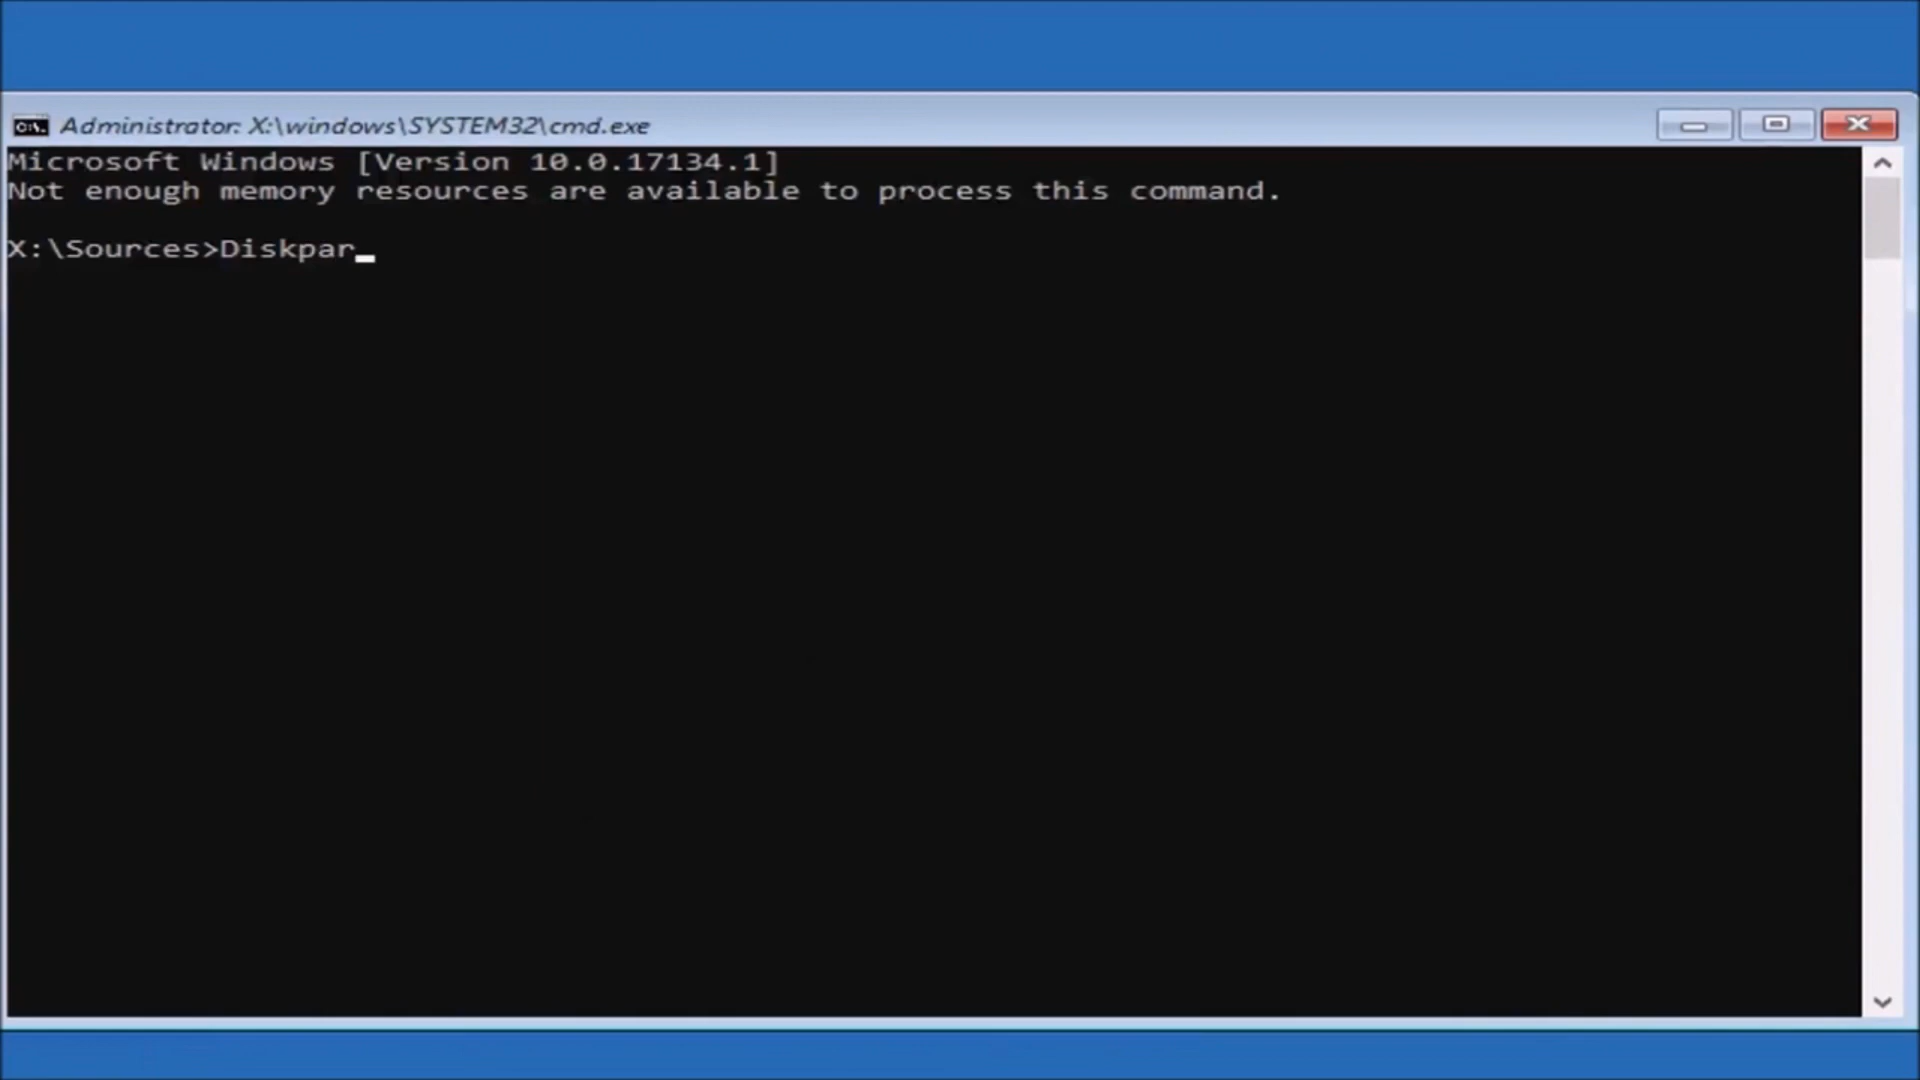 Administrator: X:\windows\SYSTEM32\cmd.exe
Microsoft Windows [Version 10.0.17134.1]
Not enough memory resources are available to process this command.
X:\Sources>Diskpar_